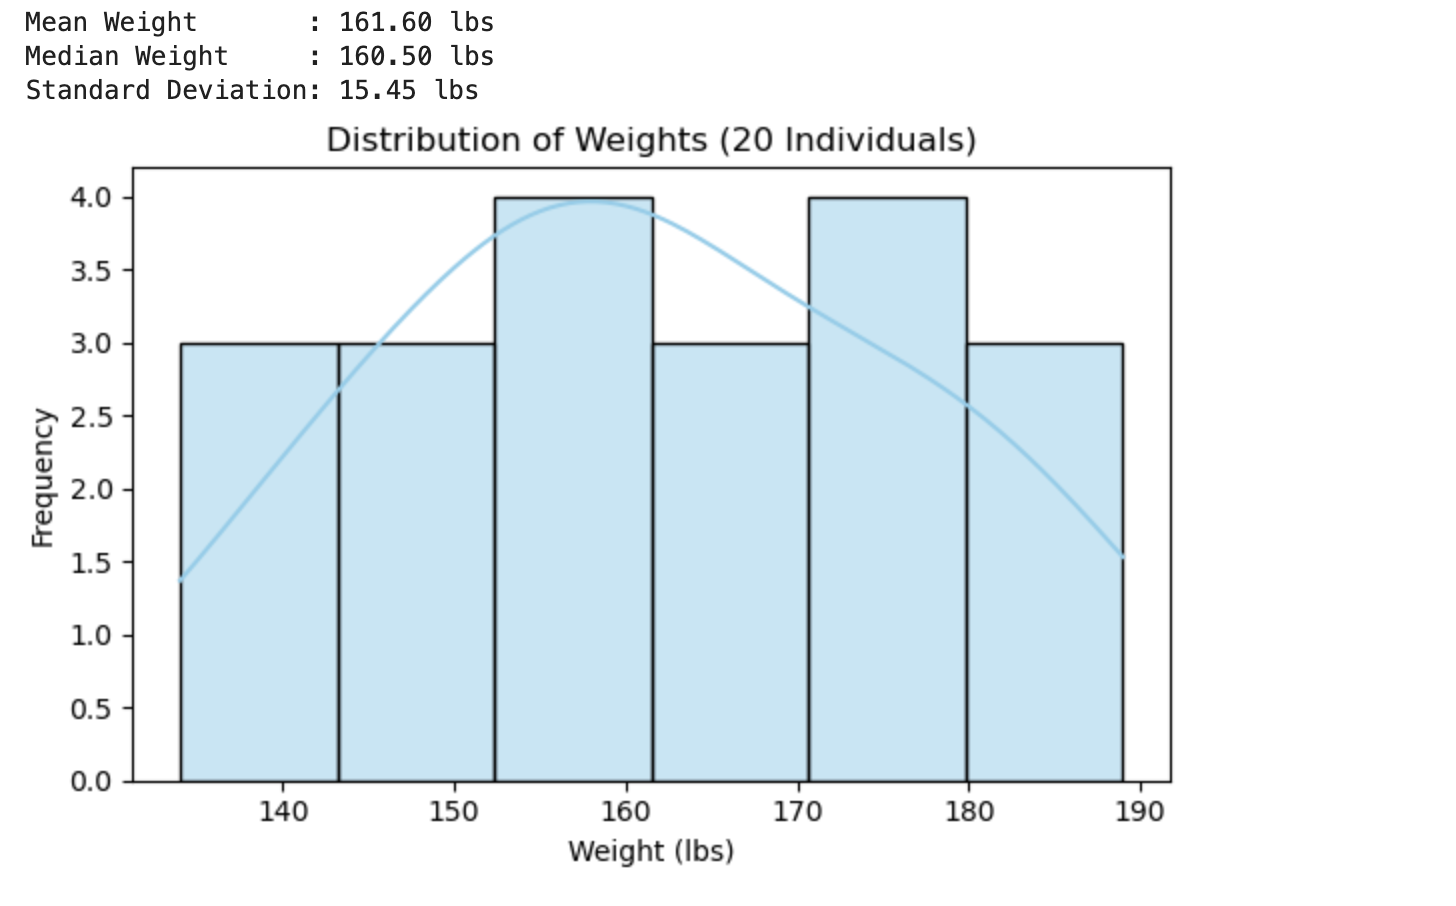 Mean Weight       : 161.60 lbs
Median Weight     : 160.50 lbs
Standard Deviation: 15.45 lbs
Distribution of Weights (20 Individuals)
4.0
3.5
3.0
2.5
2.0
1.5
1.0
0.5
0.0
Frequency
140 150 160 170 180 190
Weight (lbs)